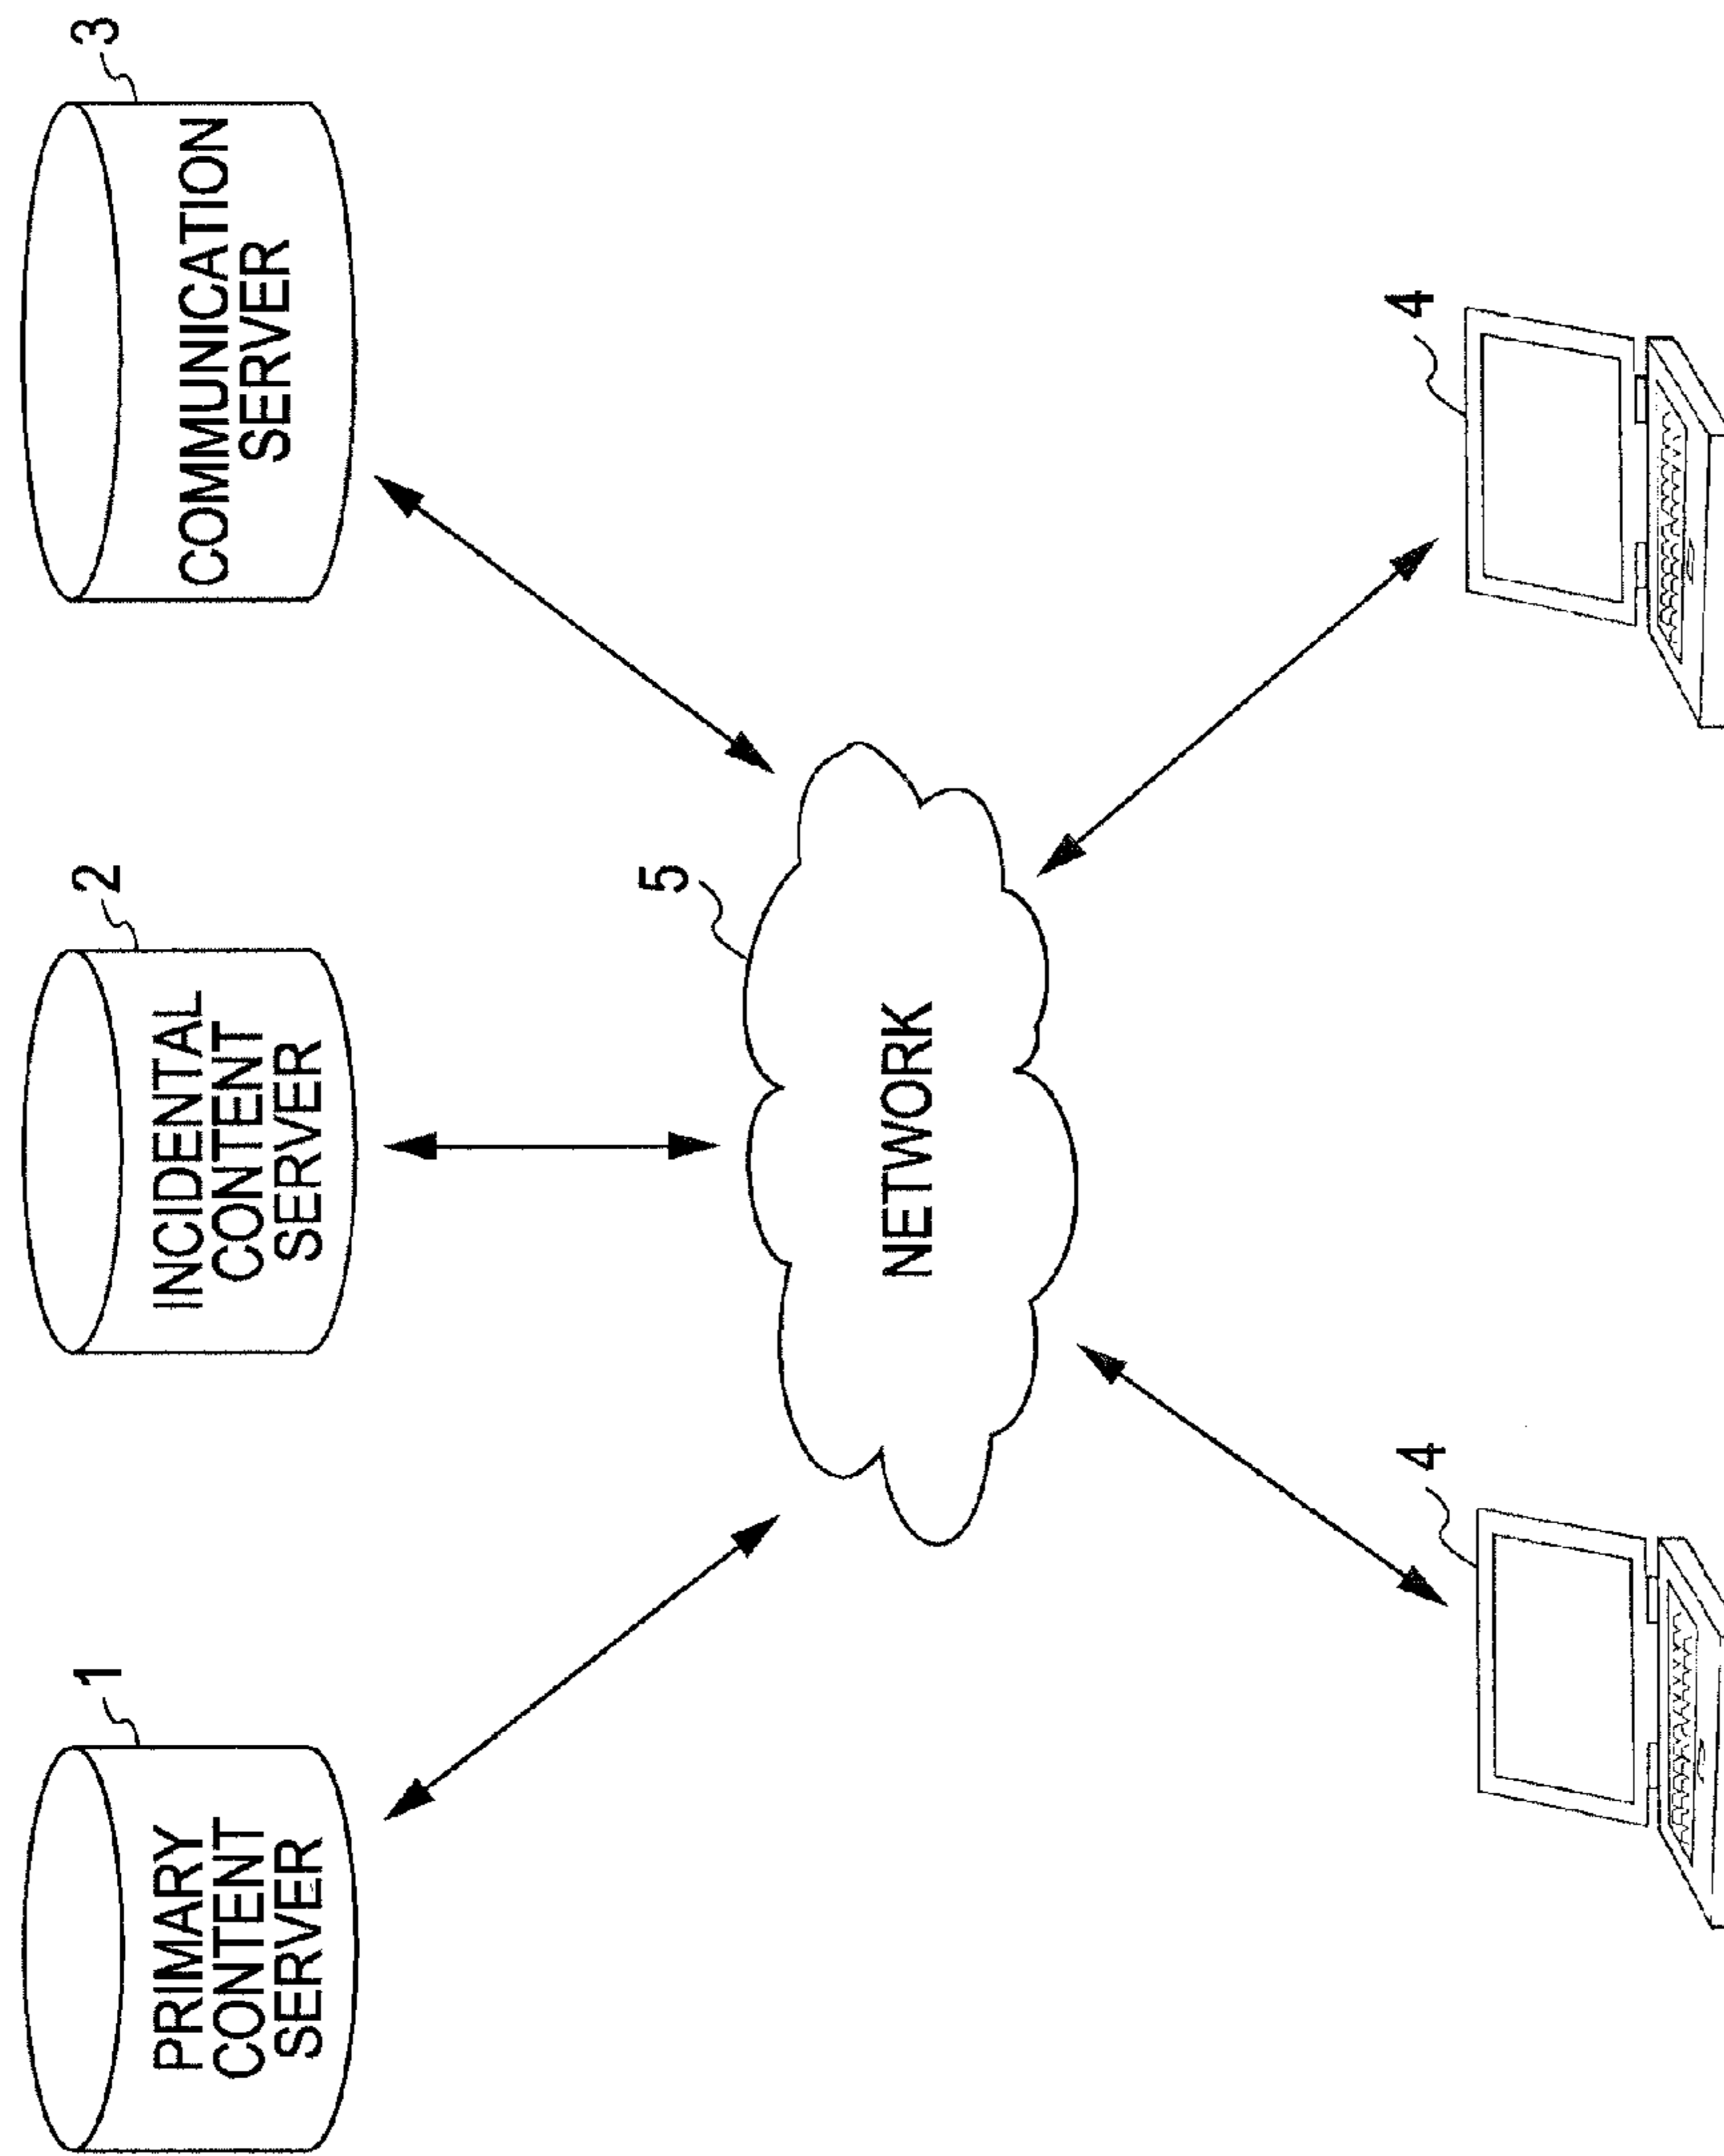 1
PRIMARY
CONTENT
SERVER
2
INCIDENTAL
CONTENT
SERVER
3
COMMUNICATION
SERVER
5
NETWORK
4
4